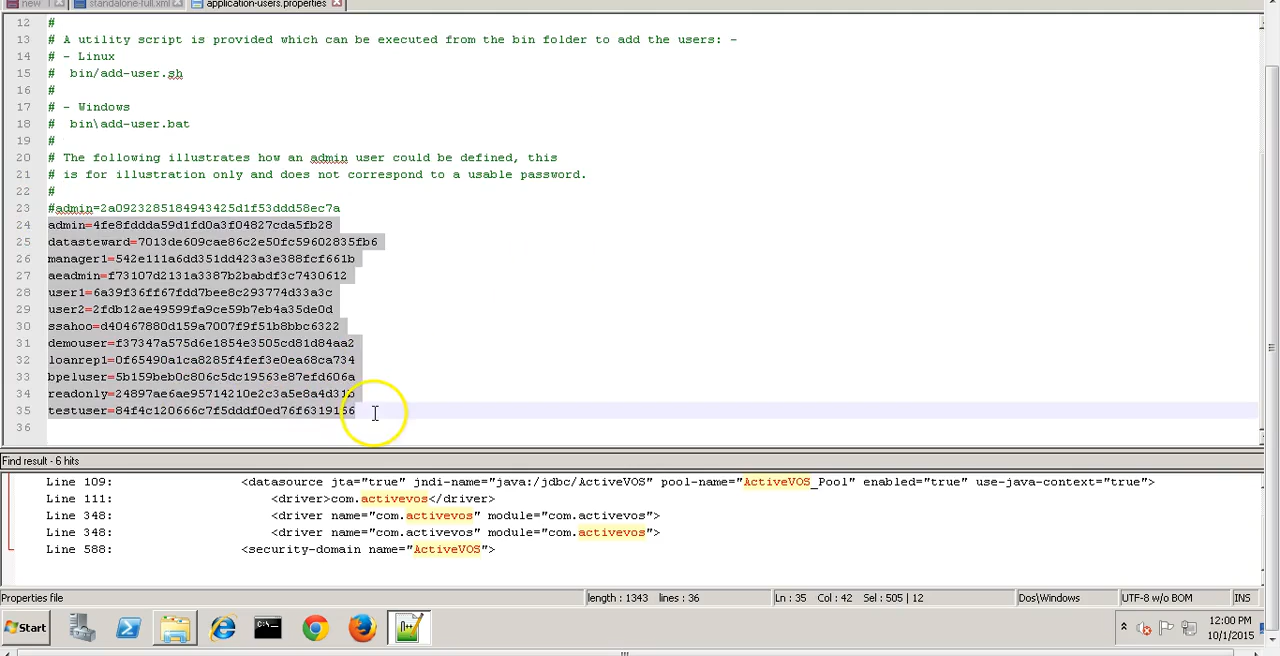 new 1 standalone-full.xml application-users.properties
12 #
13 # A utility script is provided which can be executed from the bin folder to add the users: -
14 # - Linux
15 #  bin/add-user.sh
16 #
17 # - Windows
18 #  bin\add-user.bat
19 #
20 # The following illustrates how an admin user could be defined, this
21 # is for illustration only and does not correspond to a usable password.
22 #
23 #admin=2a0923285184943425d1f53ddd58ec7a
24 admin=4fe8fddda59d1fd0a3f04827cda5fb28
25 datasteward=7013de609cae86c2e50fc59602835fb6
26 manager1=542e111a6dd351dd423a3e388fcf661b
27 aeadmin=f73107d2131a3387b2babdf3c7430612
28 user1=6a39f36ff67fdd7bee8c293774d33a3c
29 user2=2fdb12ae49599fa9ce59b7eb4a35de0d
30 ssahoo=d40467880d159a7007f9f51b8bbc6322
31 demouser=f37347a575d6e1854e3505cd81d84aa2
32 loanrep1=0f65490a1ca8285f4fef3e0ea68ca734
33 bpeluser=5b159beb0c806c5dc19563e87efd606a
34 readonly=24897ae6ae95714210e2c3a5e8a4d31b
35 testuser=84f4c120666c7f5dddf0ed76f6319166
36
Find result - 6 hits
Line 109: <datasource jta="true" jndi-name="java:/jdbc/ActiveVOS" pool-name="ActiveVOS_Pool" enabled="true" use-java-context="true">
Line 111: <driver>com.activevos</driver>
Line 348: <driver name="com.activevos" module="com.activevos">
Line 348: <driver name="com.activevos" module="com.activevos">
Line 588: <security-domain name="ActiveVOS">
Properties file length : 1343 lines : 36 Ln : 35 Col : 42 Sel : 505 | 12 Dos\Windows UTF-8 w/o BOM INS
Start 12:00 PM
10/1/2015